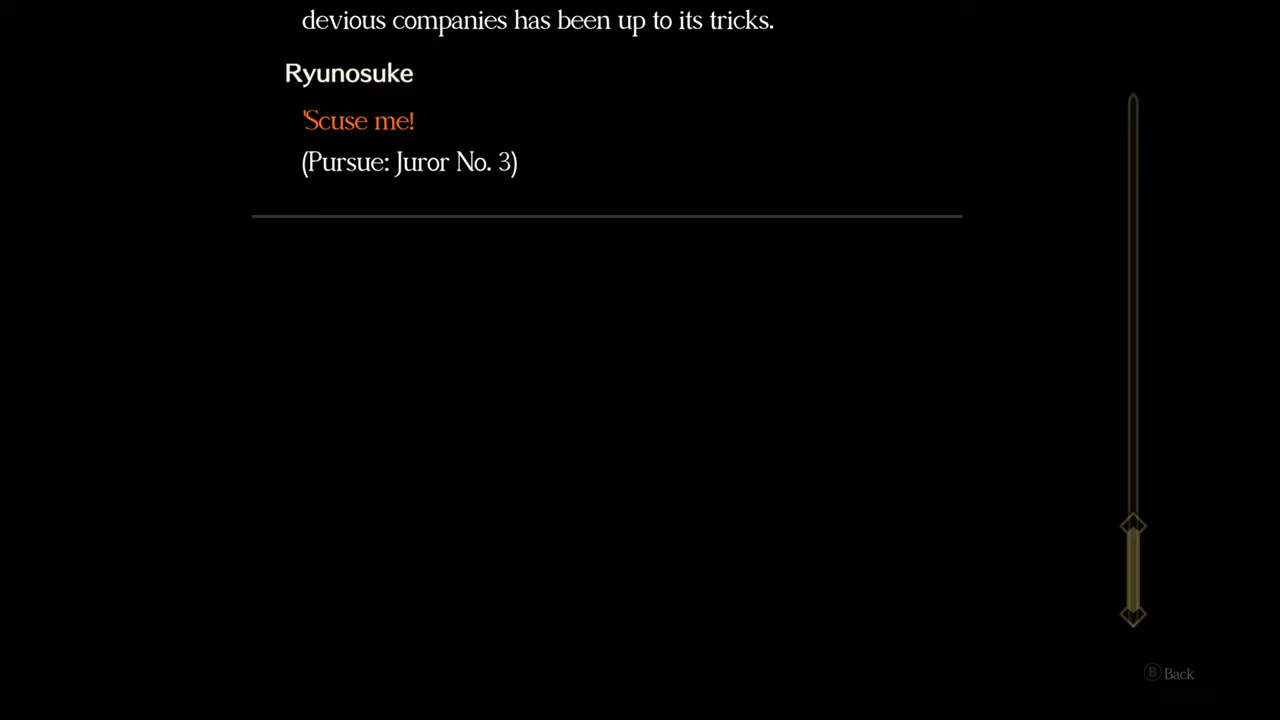 devious companies has been up to its tricks.
Ryunosuke
'Scuse me!
(Pursue: Juror No. 3)
B Back